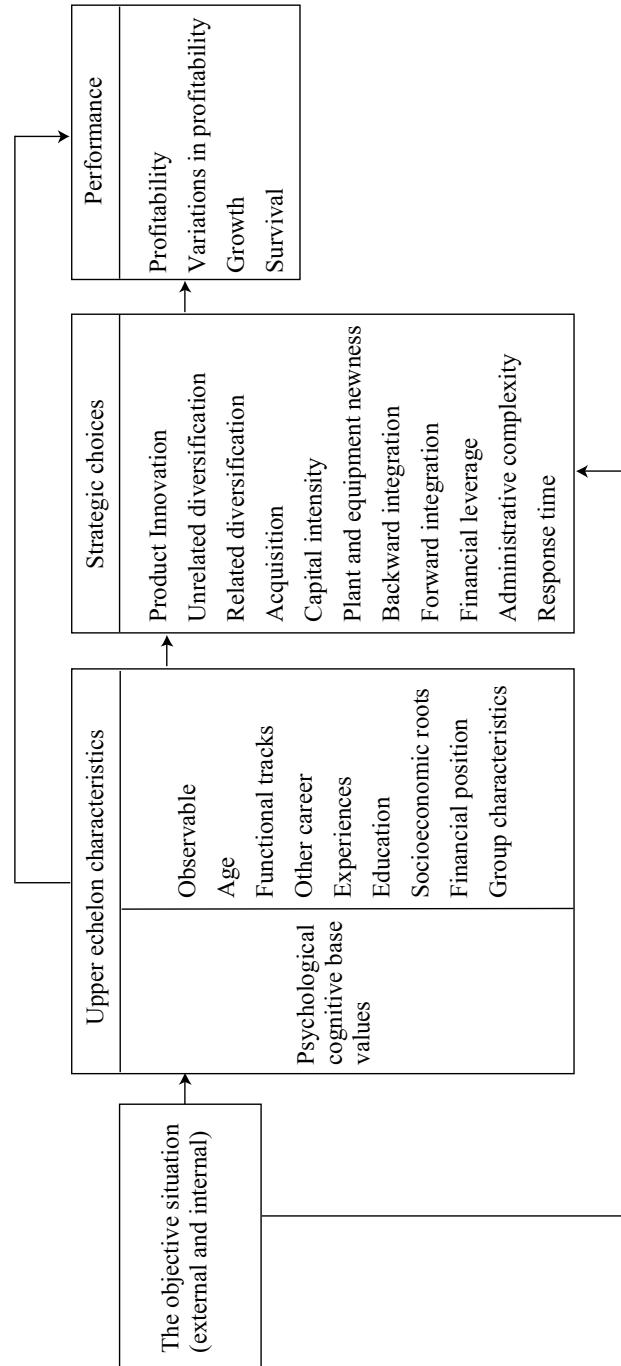 The objective situation
(external and internal)
Upper echelon characteristics
Psychological
cognitive base
values
Observable
Age
Functional tracks
Other career
Experiences
Education
Socioeconomic roots
Financial position
Group characteristics
Strategic choices
Product Innovation
Unrelated diversification
Related diversification
Acquisition
Capital intensity
Plant and equipment newness
Backward integration
Forward integration
Financial leverage
Administrative complexity
Response time
Performance
Profitability
Variations in profitability
Growth
Survival